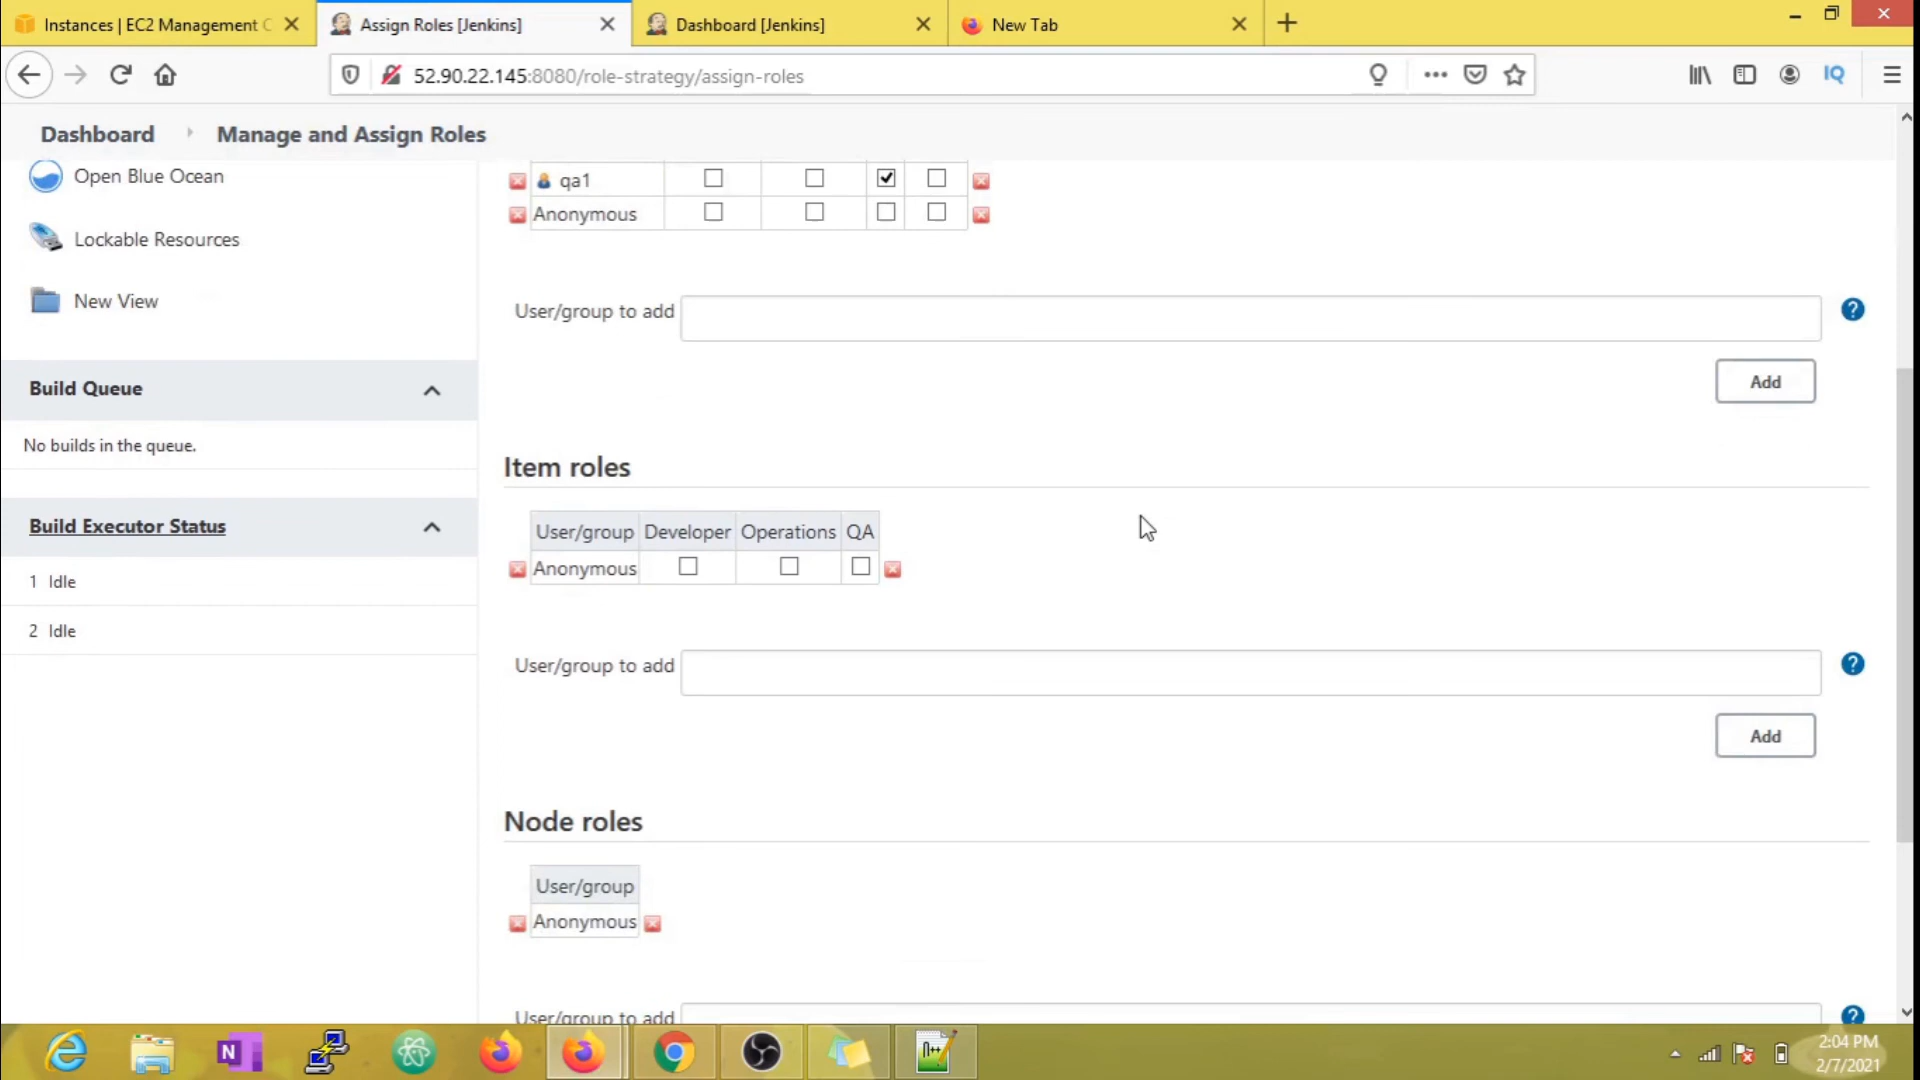 Instances | EC2 Management C
Assign Roles [Jenkins]
Dashboard [Jenkins]
New Tab
52.90.22.145:8080/role-strategy/assign-roles
IQ
Dashboard
Manage and Assign Roles
Open Blue Ocean
Lockable Resources
New View
Build Queue
No builds in the queue.
Build Executor Status
1 Idle
2 Idle
qa1
Anonymous
User/group to add
?
Add
Item roles
User/group Developer Operations QA
Anonymous
User/group to add
?
Add
Node roles
User/group
Anonymous
User/group to add
?
N
2:04 PM
2/7/2021